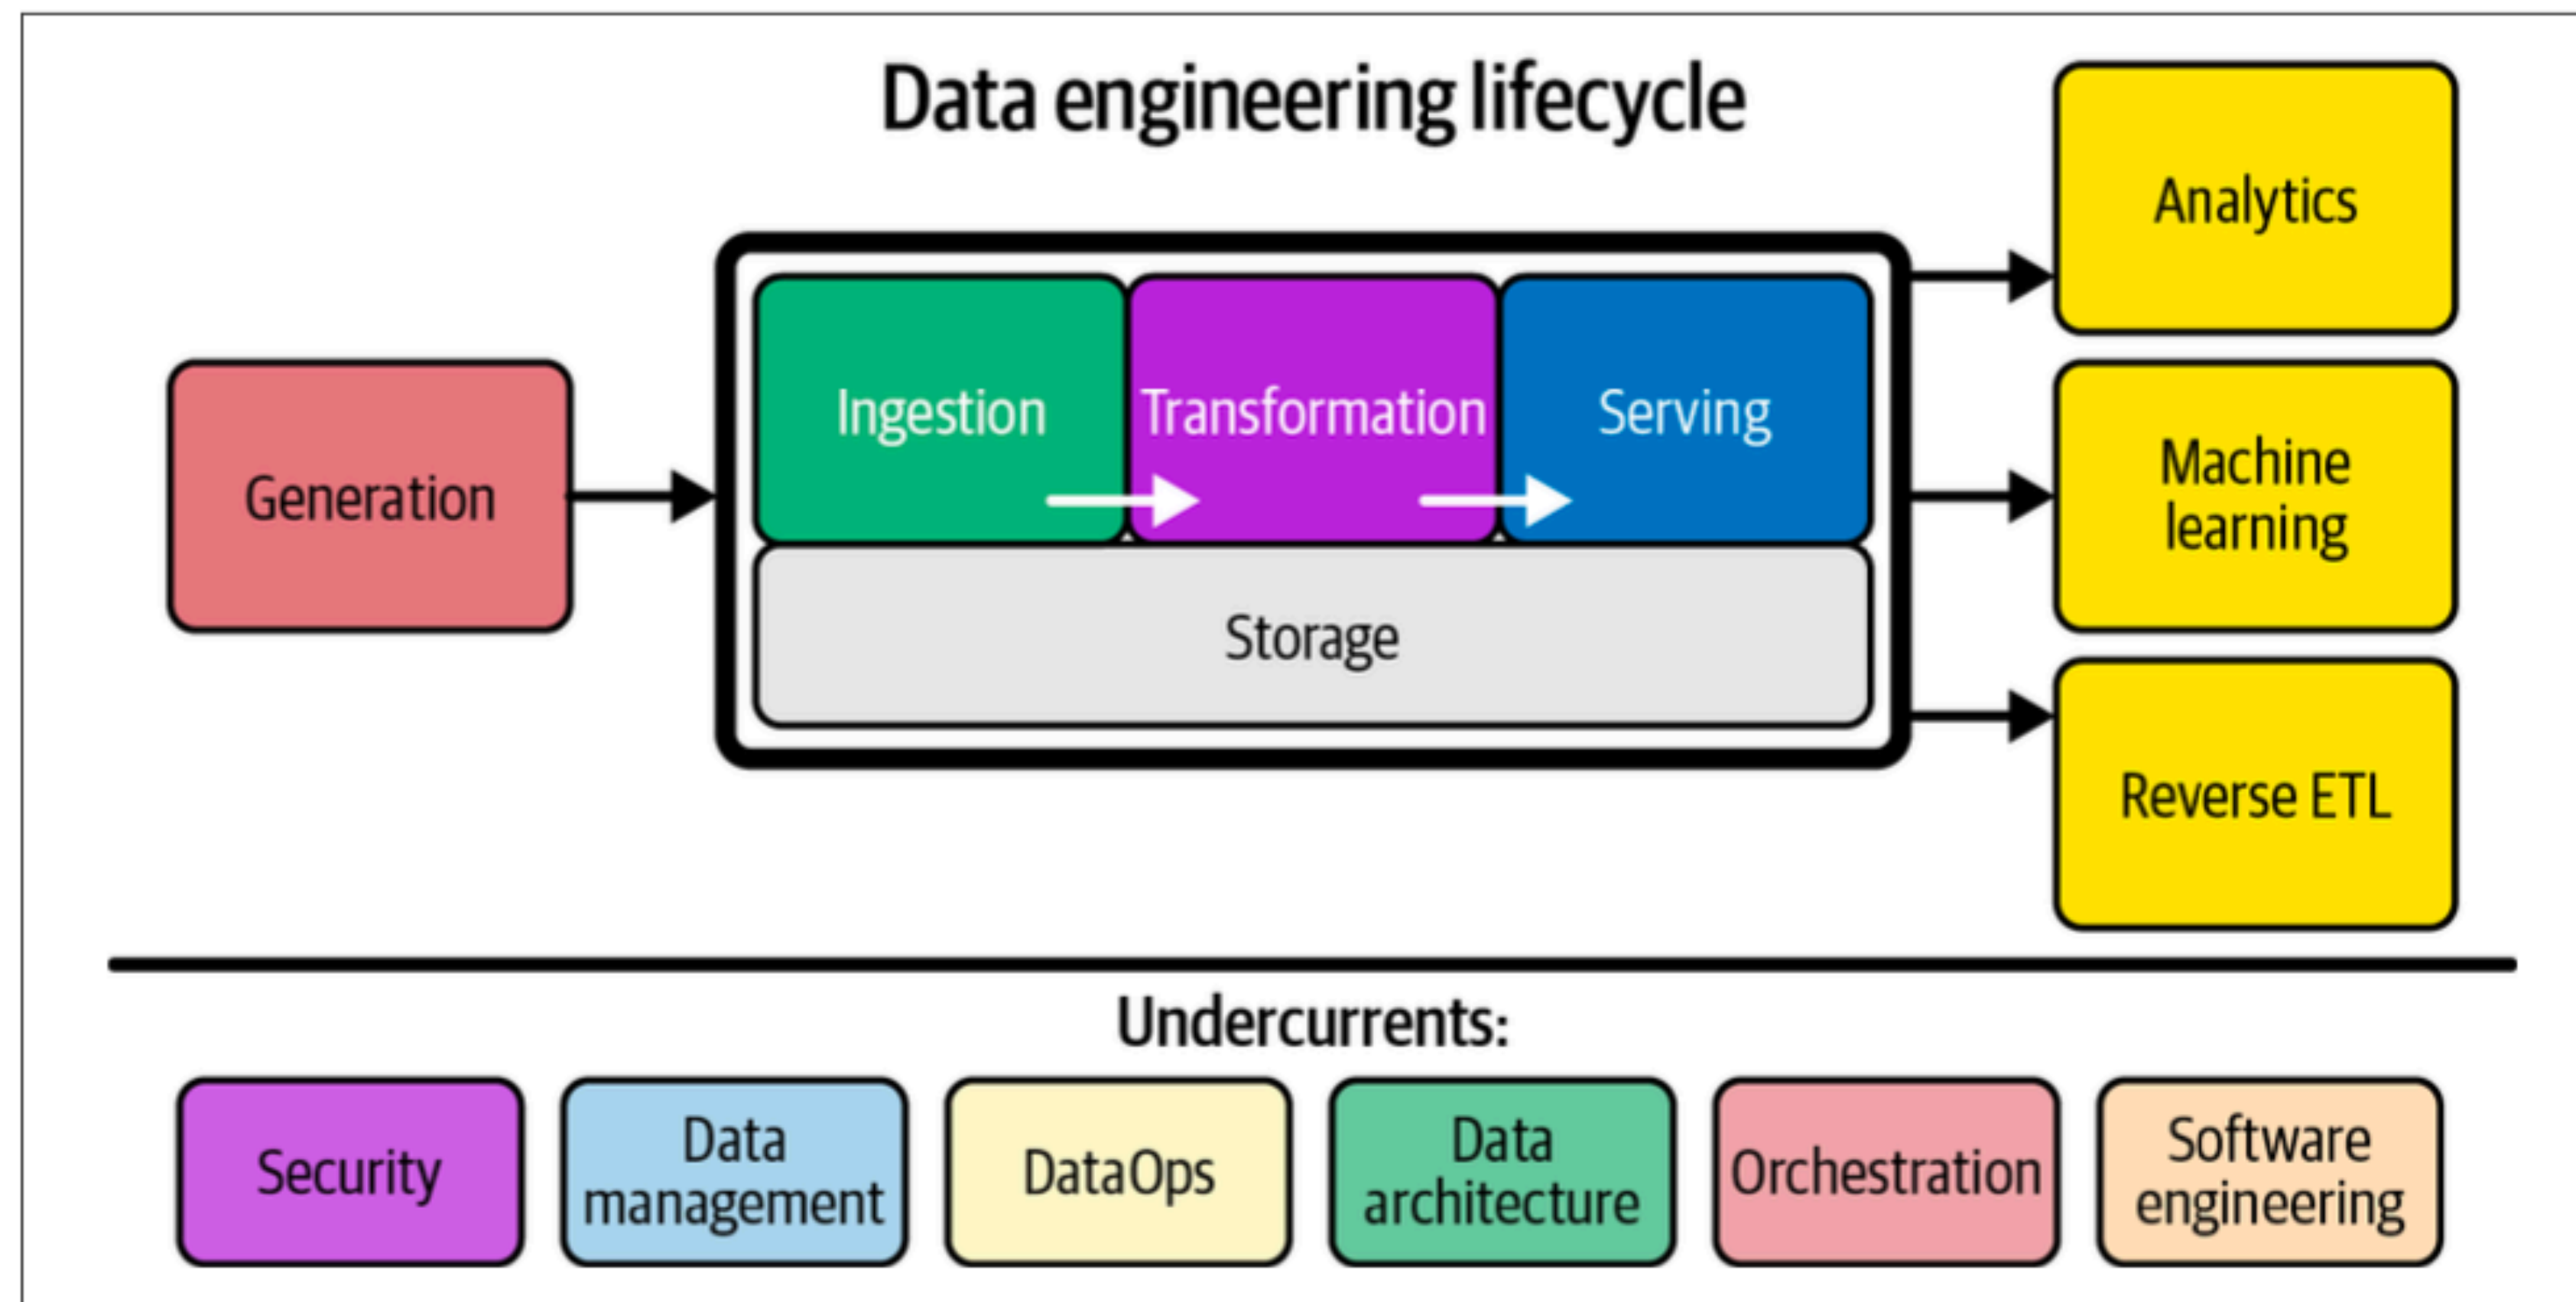 Data engineering lifecycle
Generation
Ingestion
Transformation
Serving
Storage
Analytics
Machine
learning
Reverse ETL
Undercurrents:
Security
Data
management
DataOps
Data
architecture
Orchestration
Software
engineering